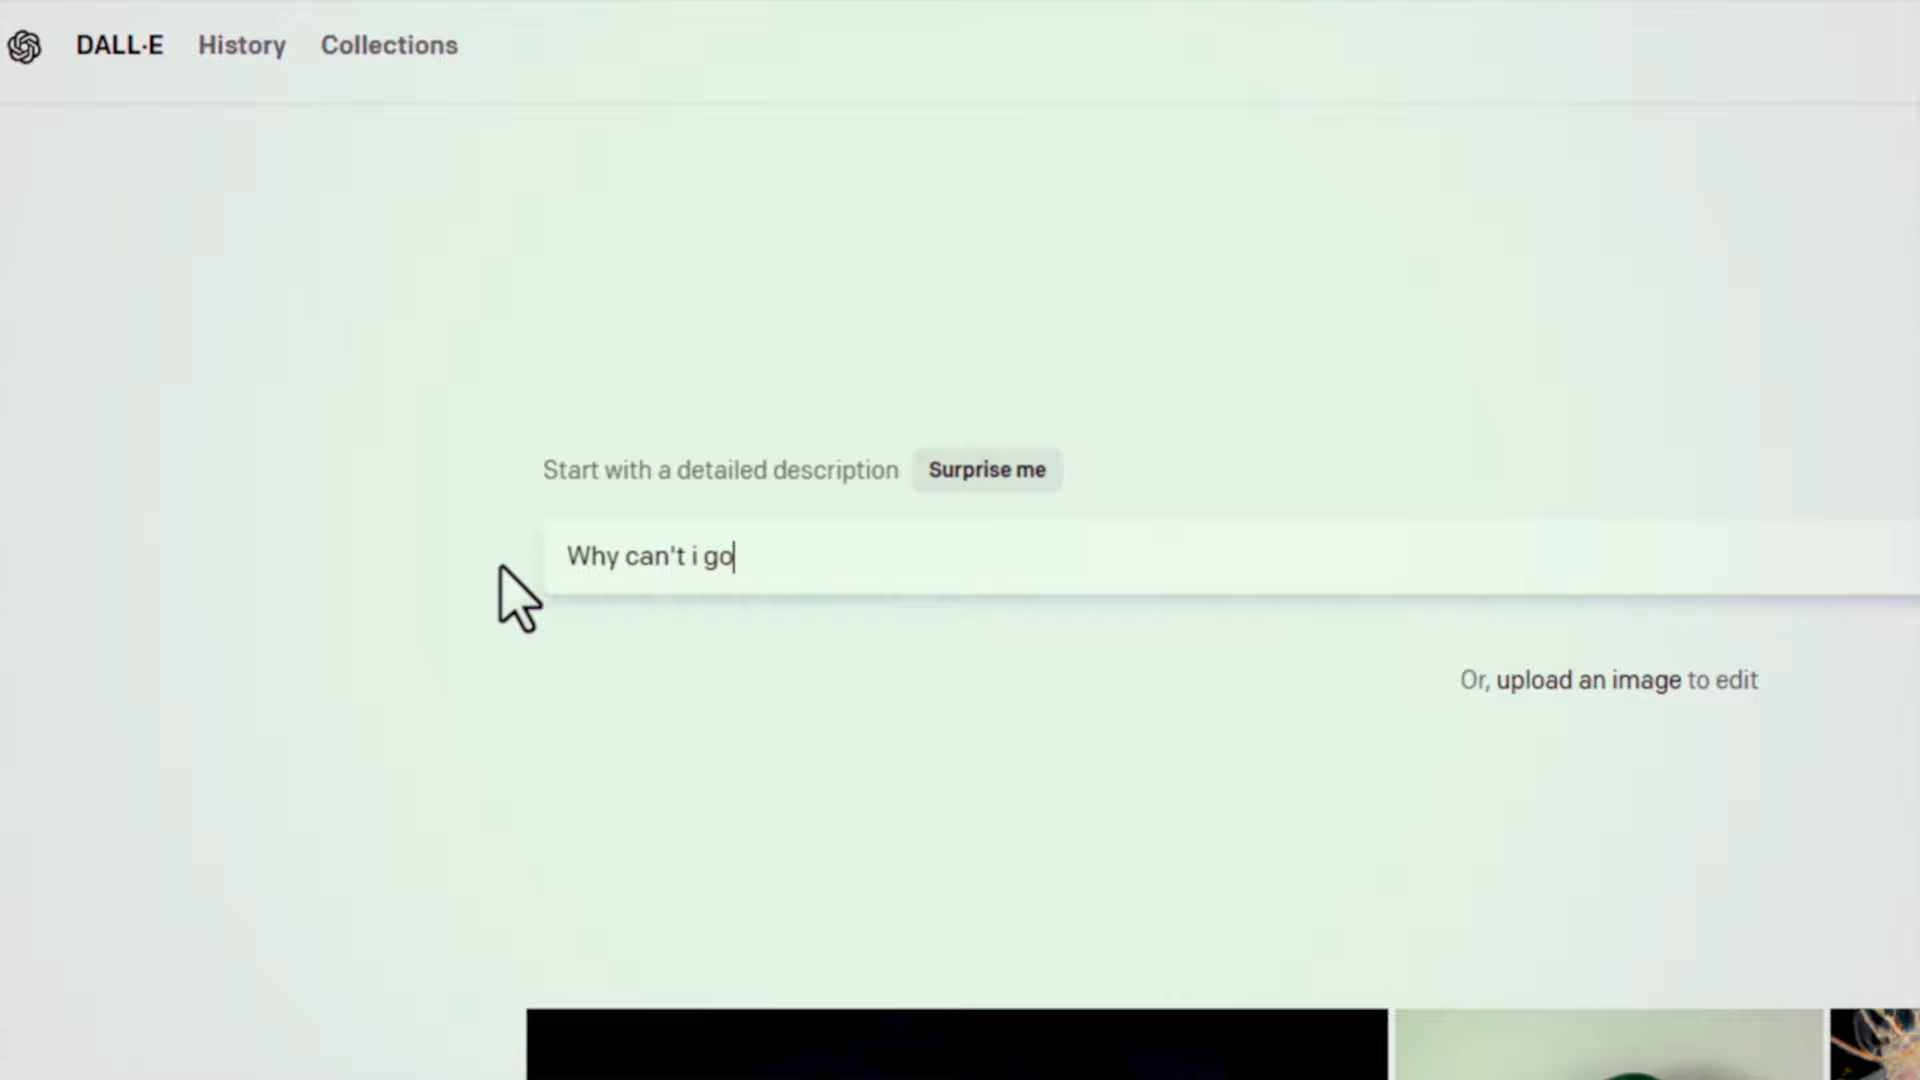 DALL·E History Collections
Start with a detailed description Surprise me
Why can't i go
Or, upload an image to edit